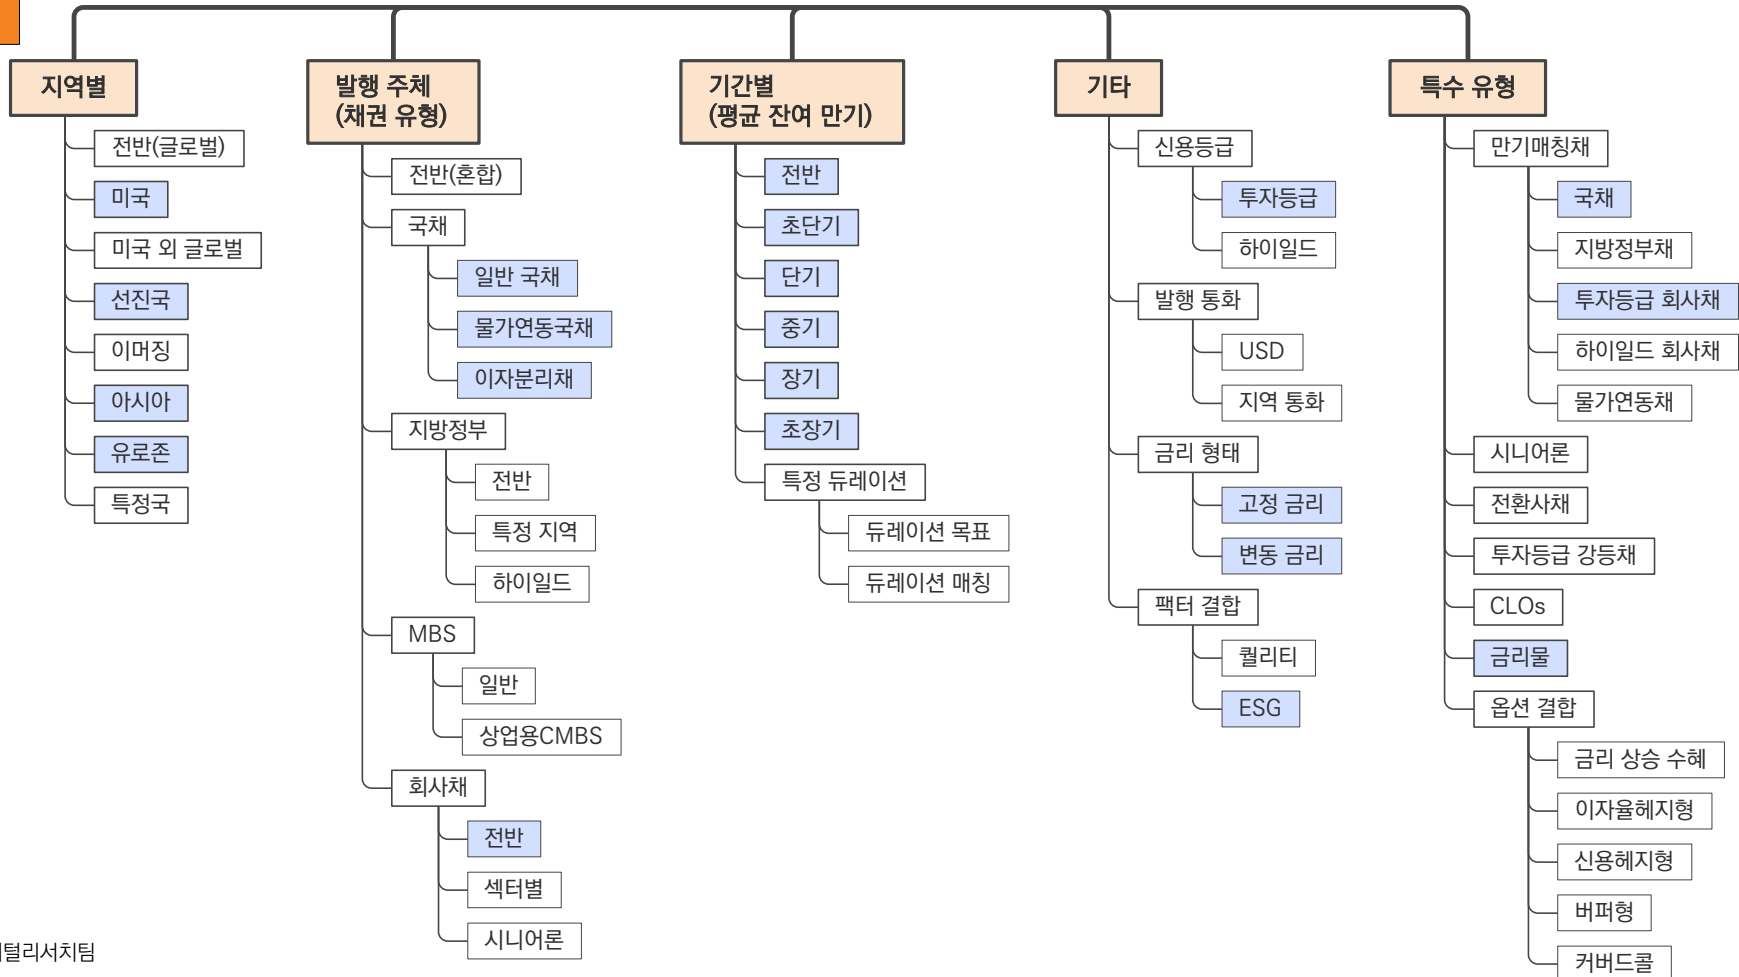 지역별
전반(글로벌)
미국
미국 외 글로벌
선진국
이머징
아시아
유로존
특정국
발행 주체
(채권 유형)
전반(혼합)
국채
일반 국채
물가연동국채
이자분리채
지방정부
전반
특정 지역
하이일드
MBS
일반
상업용CMBS
회사채
전반
섹터별
시니어론
기간별
(평균 잔여 만기)
전반
초단기
단기
중기
장기
초장기
특정 듀레이션
듀레이션 목표
듀레이션 매칭
기타
신용등급
투자등급
하이일드
발행 통화
USD
지역 통화
금리 형태
고정 금리
변동 금리
팩터 결합
퀄리티
ESG
특수 유형
만기매칭채
국채
지방정부채
투자등급 회사채
하이일드 회사채
물가연동채
시니어론
전환사채
투자등급 강등채
CLOs
금리물
옵션 결합
금리 상승 수혜
이자율헤지형
신용헤지형
버퍼형
커버드콜
털리서치팀